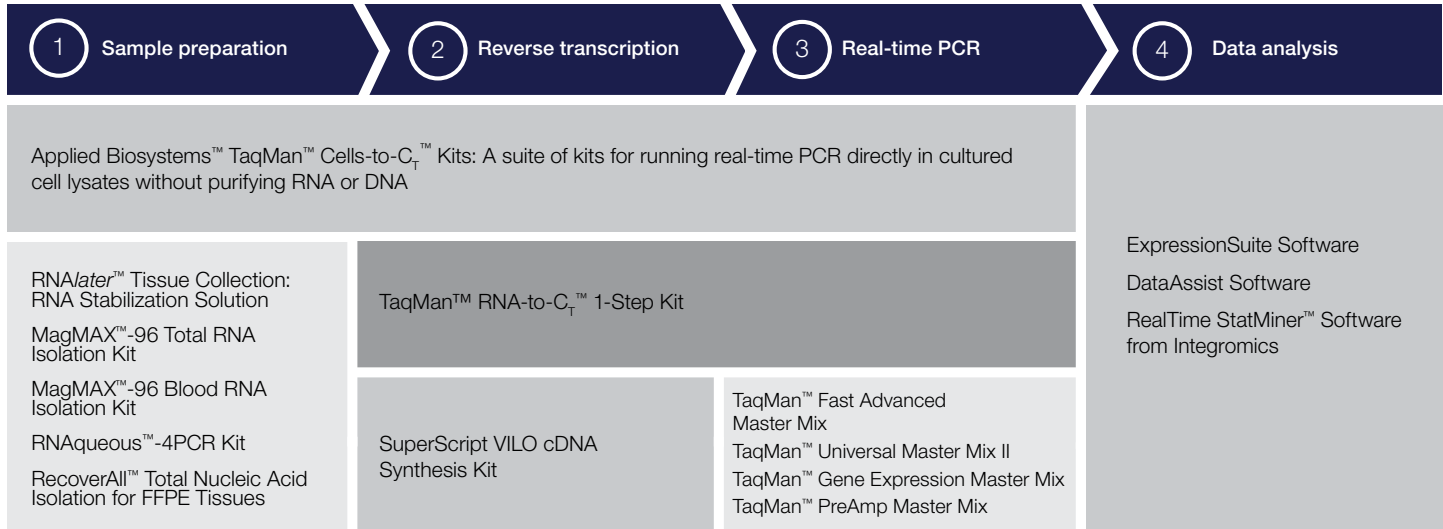 1 Sample preparation
2 Reverse transcription
3 Real-time PCR
4 Data analysis
Applied Biosystems™ TaqMan™ Cells-to-CT™ Kits: A suite of kits for running real-time PCR directly in cultured
cell lysates without purifying RNA or DNA
RNAlater™ Tissue Collection:
RNA Stabilization Solution
MagMAX™-96 Total RNA
Isolation Kit
MagMAX™-96 Blood RNA
Isolation Kit
RNAqueous™-4PCR Kit
RecoverAll™ Total Nucleic Acid
Isolation for FFPE Tissues
TaqMan™ RNA-to-CT™ 1-Step Kit
SuperScript VILO cDNA
Synthesis Kit
TaqMan™ Fast Advanced
Master Mix
TaqMan™ Universal Master Mix II
TaqMan™ Gene Expression Master Mix
TaqMan™ PreAmp Master Mix
ExpressionSuite Software
DataAssist Software
RealTime StatMiner™ Software
from Integromics